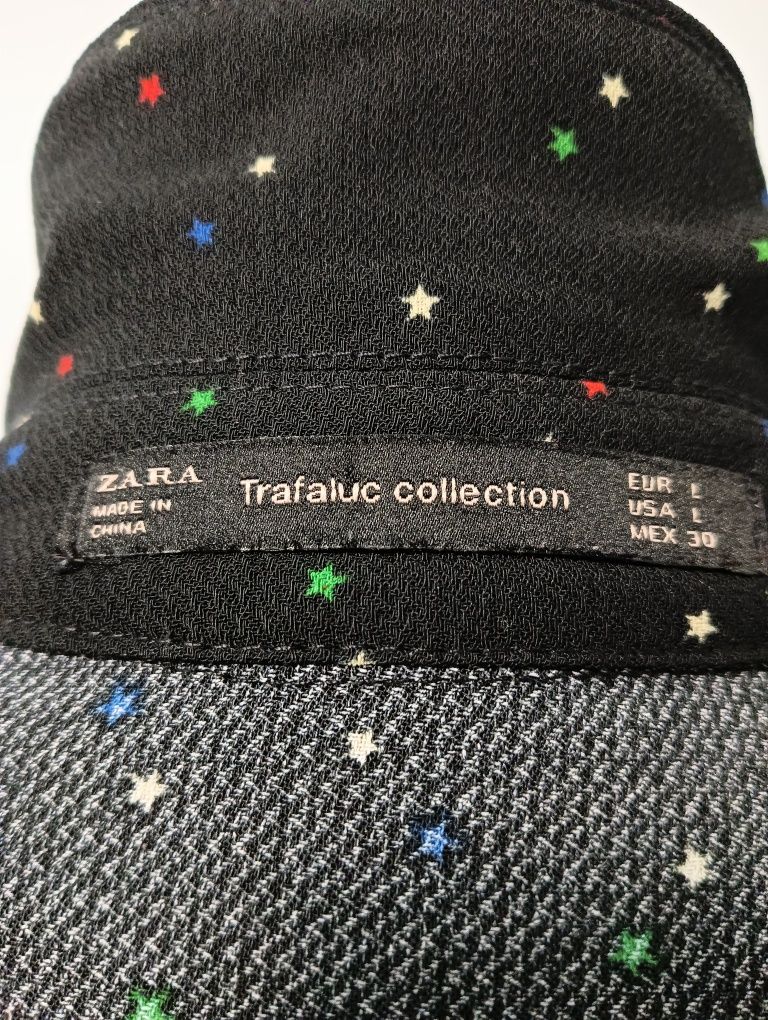 ZARA
MADE IN
CHINA
Trafaluc collection
EUR L
USA L
MEX 30